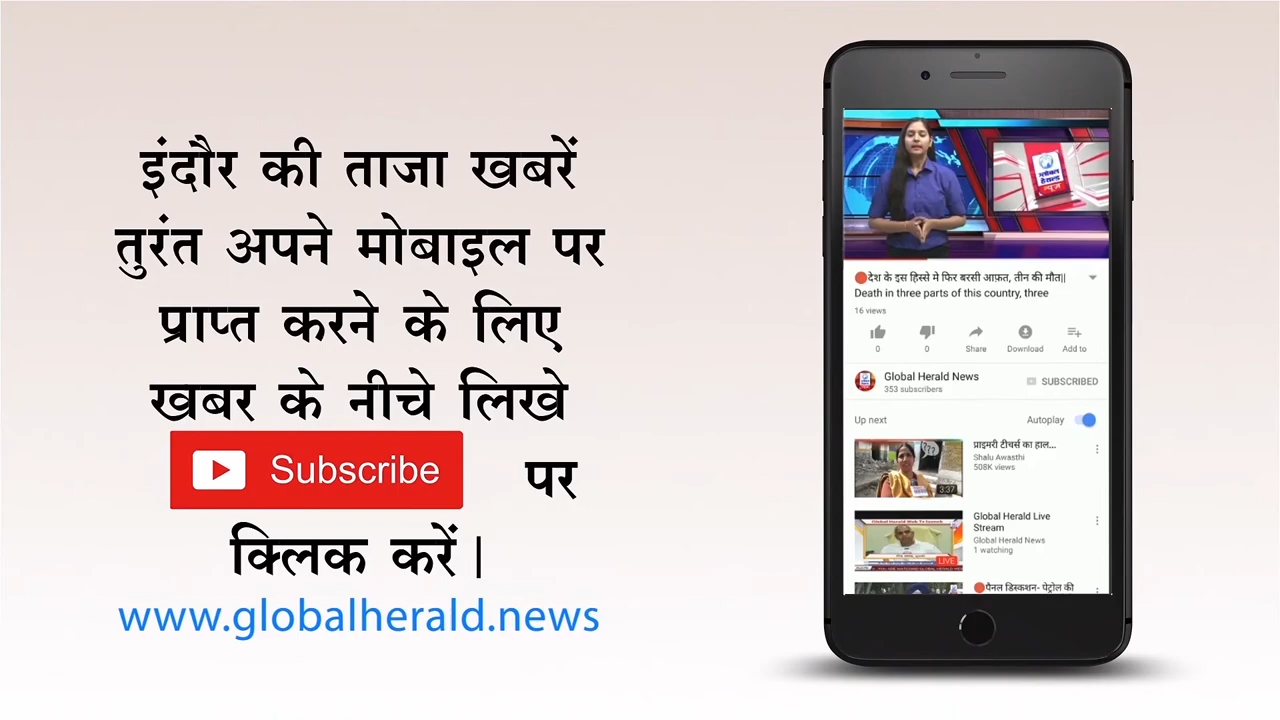 इंदौर की ताजा खबरें
तुरंत अपने मोबाइल पर
प्राप्त करने के लिए
खबर के नीचे लिखे
Subscribe पर
क्लिक करें|
www.globalherald.news
ग्लोबल
हेराल्ड
न्यूज़
देश के इस हिस्से मे फिर बरसी आफ़त, तीन की मौत||
Death in three parts of this country, three
16 views
0 0 Share Download Add to
Global Herald News
353 subscribers
SUBSCRIBED
Up next Autoplay
प्राइमरी टीचर्स का हाल...
Shalu Awasthi
508K views
???
3:37
Global Herald Live
Stream
Global Herald News
1 watching
LIVE
पैनल डिस्कशन- पेट्रोल की